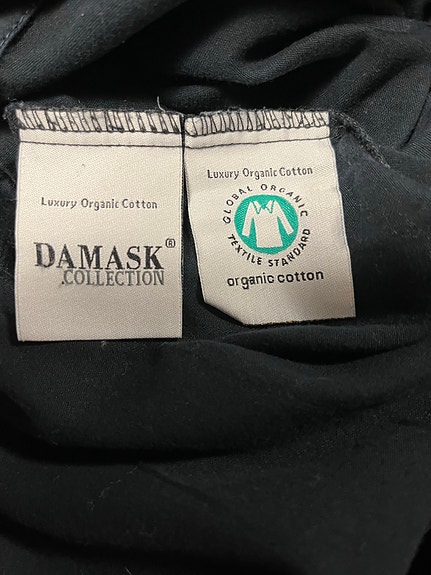 Luxury Organic Cotton
DAMASK®
COLLECTION
Luxury Organic Cotton
GLOBAL ORGANIC
TEXTILE STANDARD
organic cotton